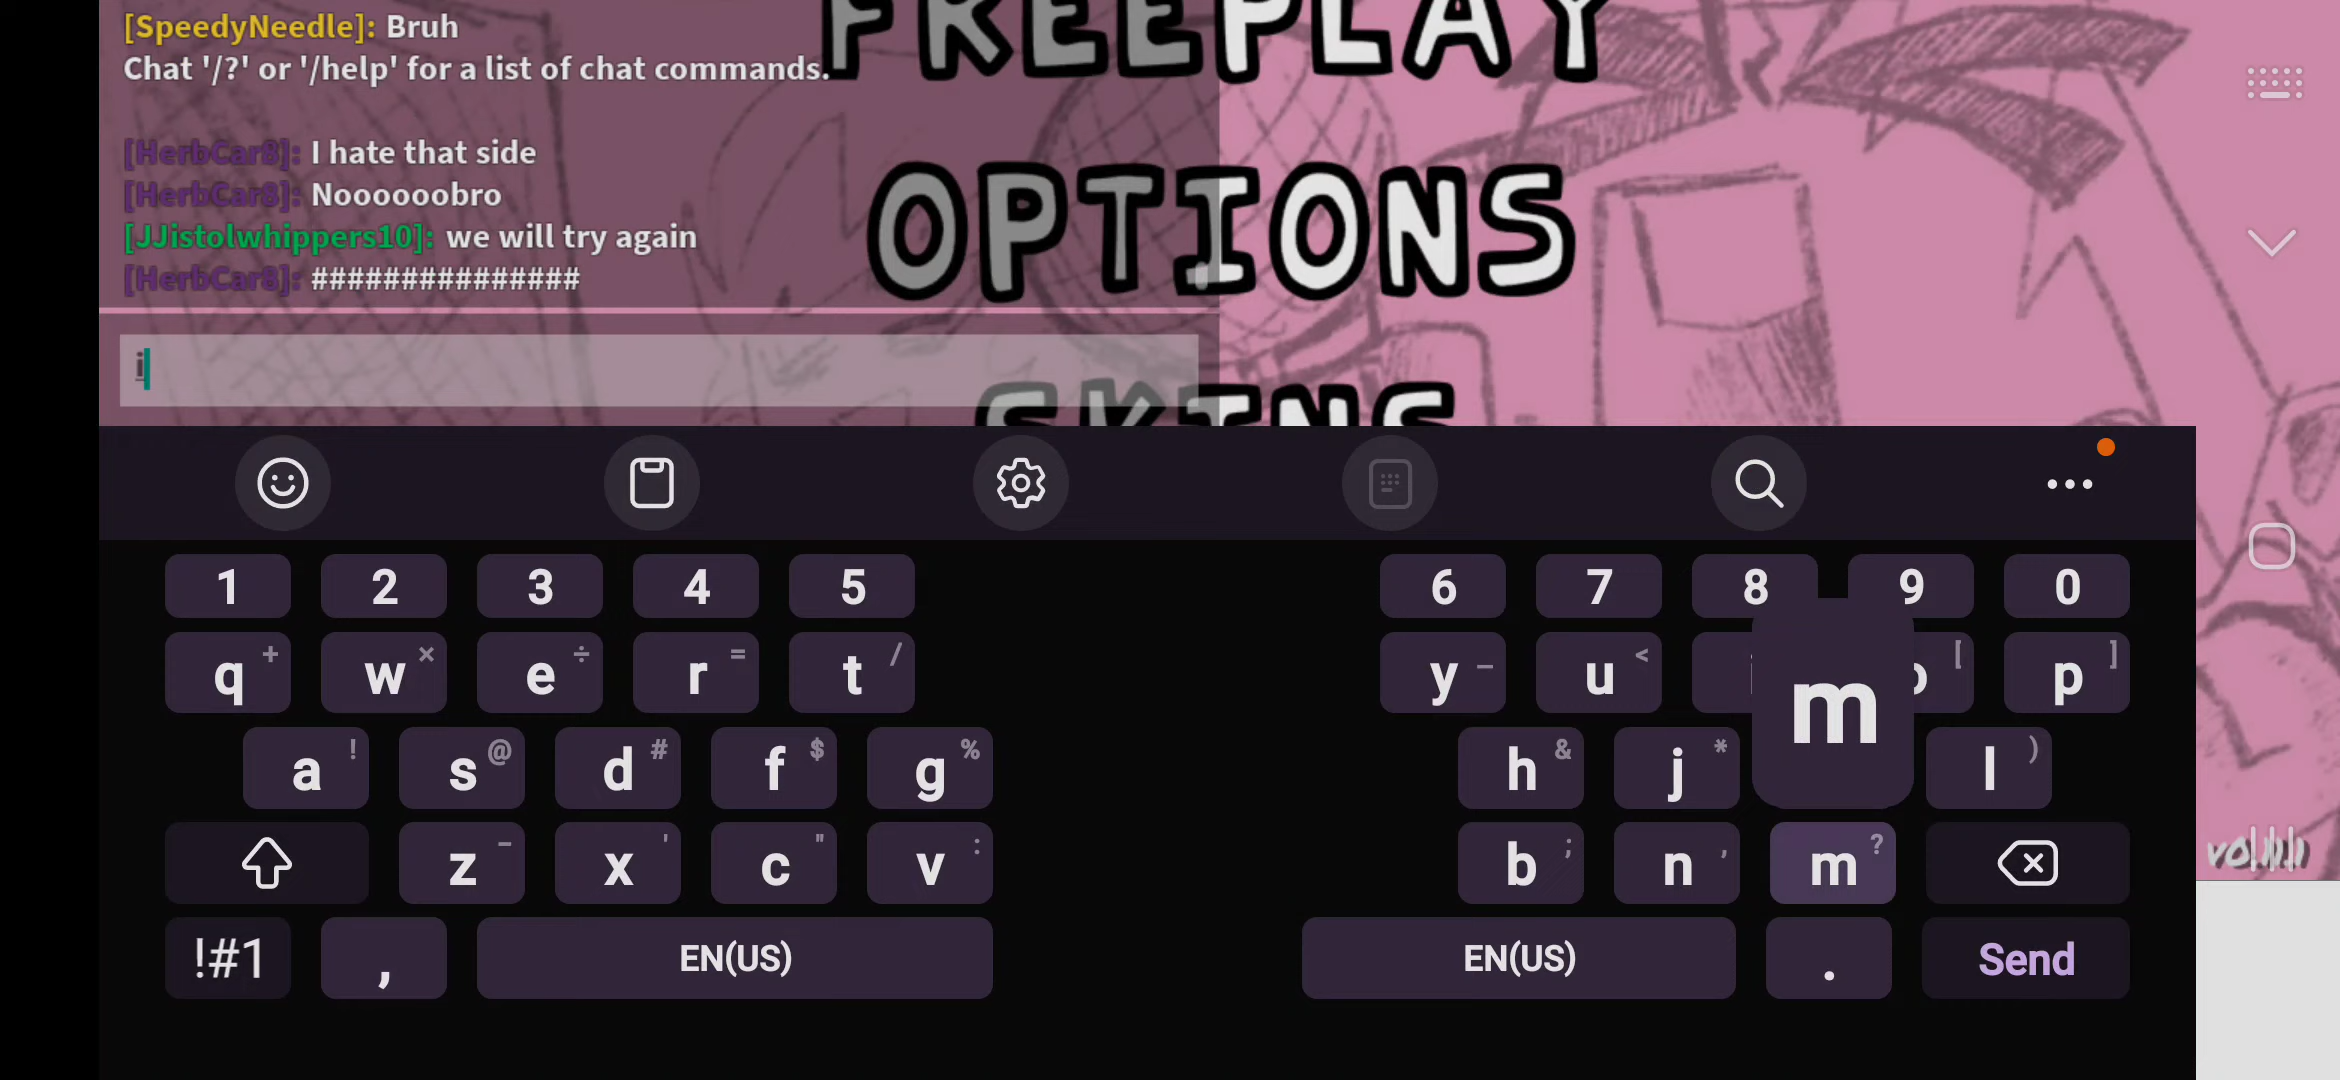 [SpeedyNeedle]: Bruh
Chat '/?' or '/help' for a list of chat commands.
[HerbCar8]: I hate that side
[HerbCar8]: Noooooobro
[JJistolwhippers10]: we will try again
[HerbCar8]: ###############
i
FREEPLAY
OPTIONS
SKINS
1 2 3 4 5 6 7 8 9 0
q + w × e ÷ r = t / y − u < i [ p ]
a ! s @ d # f $ g % h & j * m l )
z − x ' c " v : b ; n , m ?
!#1 , EN(US) EN(US) . Send